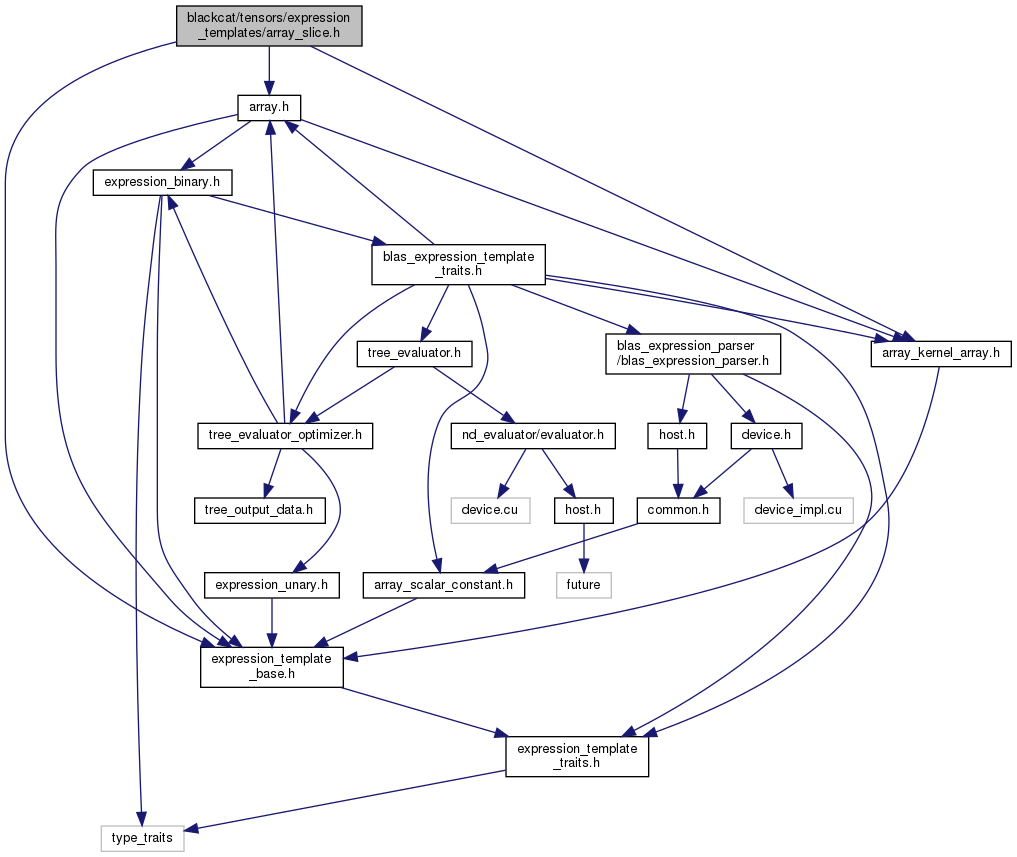 blackcat/tensors/expression
_templates/array_slice.h
array.h
expression_binary.h
blas_expression_template
_traits.h
tree_evaluator.h
blas_expression_parser
/blas_expression_parser.h
array_kernel_array.h
tree_evaluator_optimizer.h
nd_evaluator/evaluator.h
host.h
device.h
tree_output_data.h
device.cu
host.h
common.h
device_impl.cu
expression_unary.h
array_scalar_constant.h
future
expression_template
_base.h
expression_template
_traits.h
type_traits